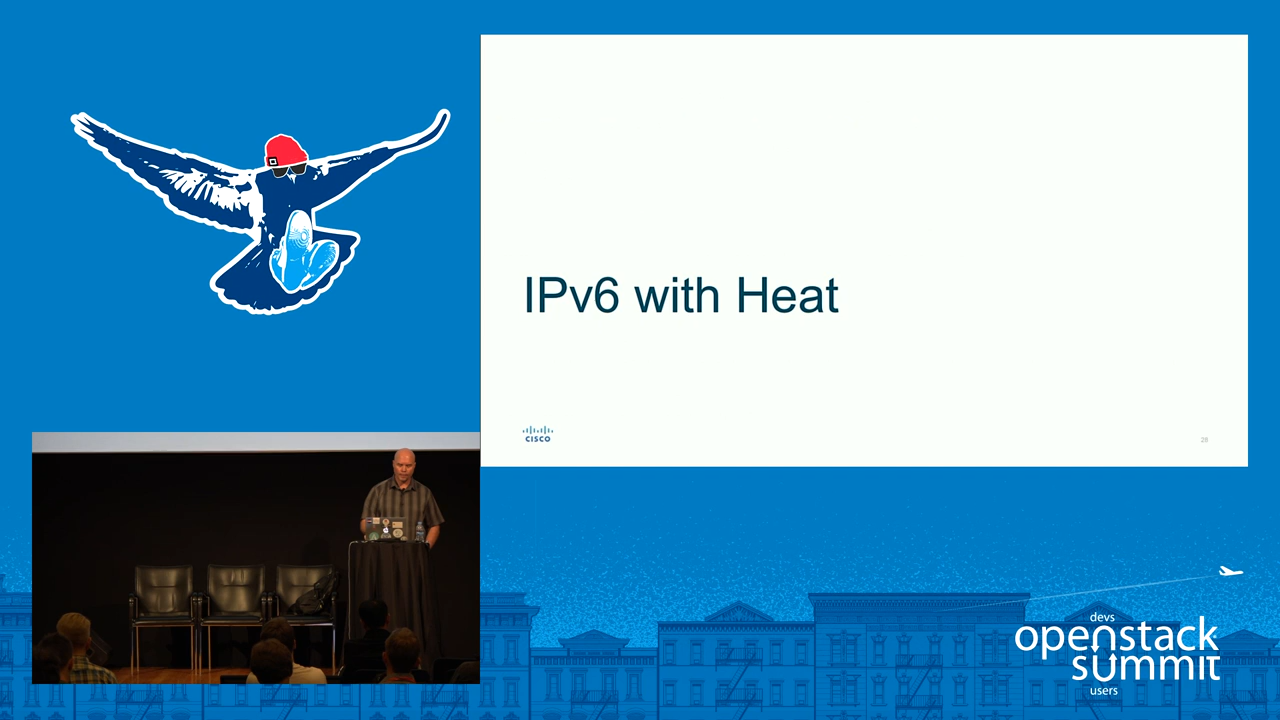 IPv6 with Heat
CISCO
28
devs
openstack
summit
users